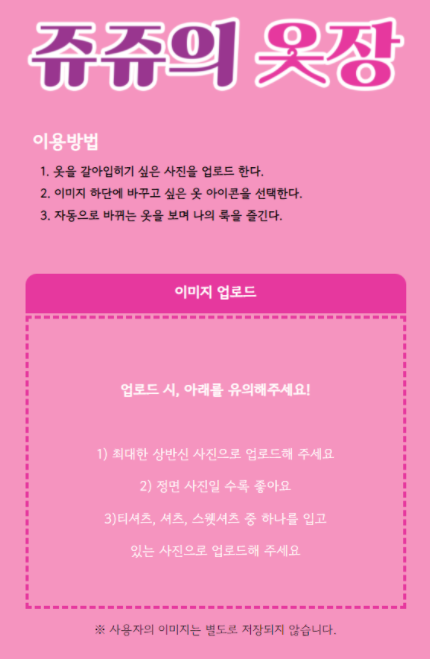 쥬쥬의 옷장
이용방법
1. 옷을 갈아입히기 싶은 사진을 업로드 한다.
2. 이미지 하단에 바꾸고 싶은 옷 아이콘을 선택한다.
3. 자동으로 바뀌는 옷을 보며 나의 룩을 즐긴다.
이미지 업로드
업로드 시, 아래를 유의해주세요!
1) 최대한 상반신 사진으로 업로드해 주세요
2) 정면 사진일 수록 좋아요
3)티셔츠, 셔츠, 스웻셔츠 중 하나를 입고
있는 사진으로 업로드해 주세요
※ 사용자의 이미지는 별도로 저장되지 않습니다.